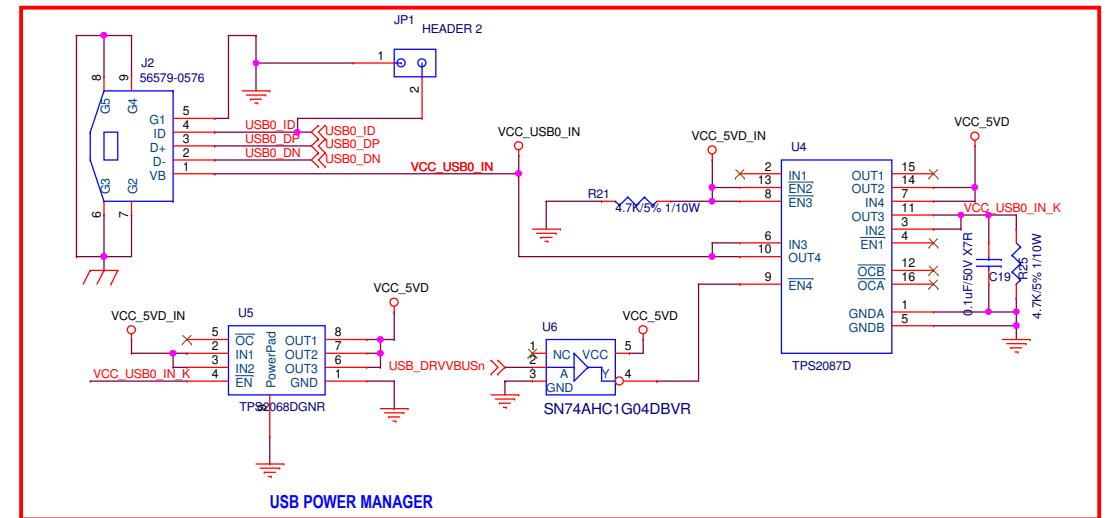 JP1
HEADER 2
1
2
J2
56579-0576
8
9
G5
G4
G1
ID
D+
D-
VB
G3
G2
6
7
5
4
3
2
1
USB0_ID
USB0_DP
USB0_DN
USB0_ID
USB0_DP
USB0_DN
VCC_USB0_IN
VCC_USB0_IN
R21
4.7K/5% 1/10W
VCC_5VD_IN
VCC_5VD
U4
2
13
8
6
10
9
IN1
EN2
EN3
IN3
OUT4
EN4
OUT1
OUT2
IN4
OUT3
IN2
EN1
OCB
OCA
GNDA
GNDB
15
14
7
11
3
4
12
16
1
5
TPS2087D
VCC_USB0_IN_K
0.1uF/50V X7R
C19
R25
4.7K/5% 1/10W
VCC_5VD_IN
VCC_5VD
U5
5
2
3
4
OC
IN1
IN2
EN
PowerPad
OUT1
OUT2
OUT3
GND
8
7
6
1
VCC_USB0_IN_K
TPS2068DGNR
U6
VCC_5VD
1
2
3
NC
A
GND
VCC
Y
5
4
USB_DRVVBUSn
SN74AHC1G04DBVR
USB POWER MANAGER